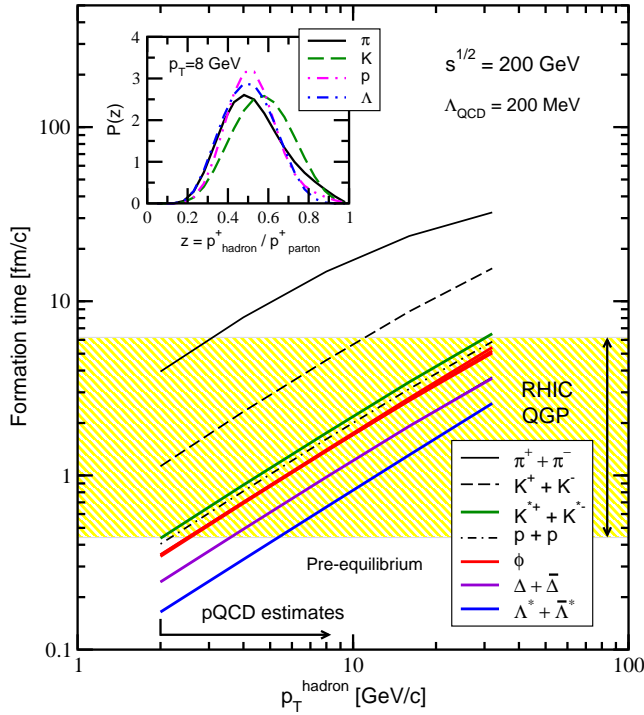 p_T=8 GeV
π
K
p
Λ
P(z)
4
3
2
1
0
0 0.2 0.4 0.6 0.8 1
z = p^+_hadron / p^+_parton
s^{1/2} = 200 GeV
Λ_QCD = 200 MeV
Formation time [fm/c]
100
10
1
0.1
RHIC
QGP
π^+ + π^-
K^+ + K^-
K^{*+} + K^{*-}
p + p
ϕ
Δ + Δ̄
Λ^* + Λ̄^*
Pre-equilibrium
pQCD estimates
1 10 100
p_T^hadron [GeV/c]